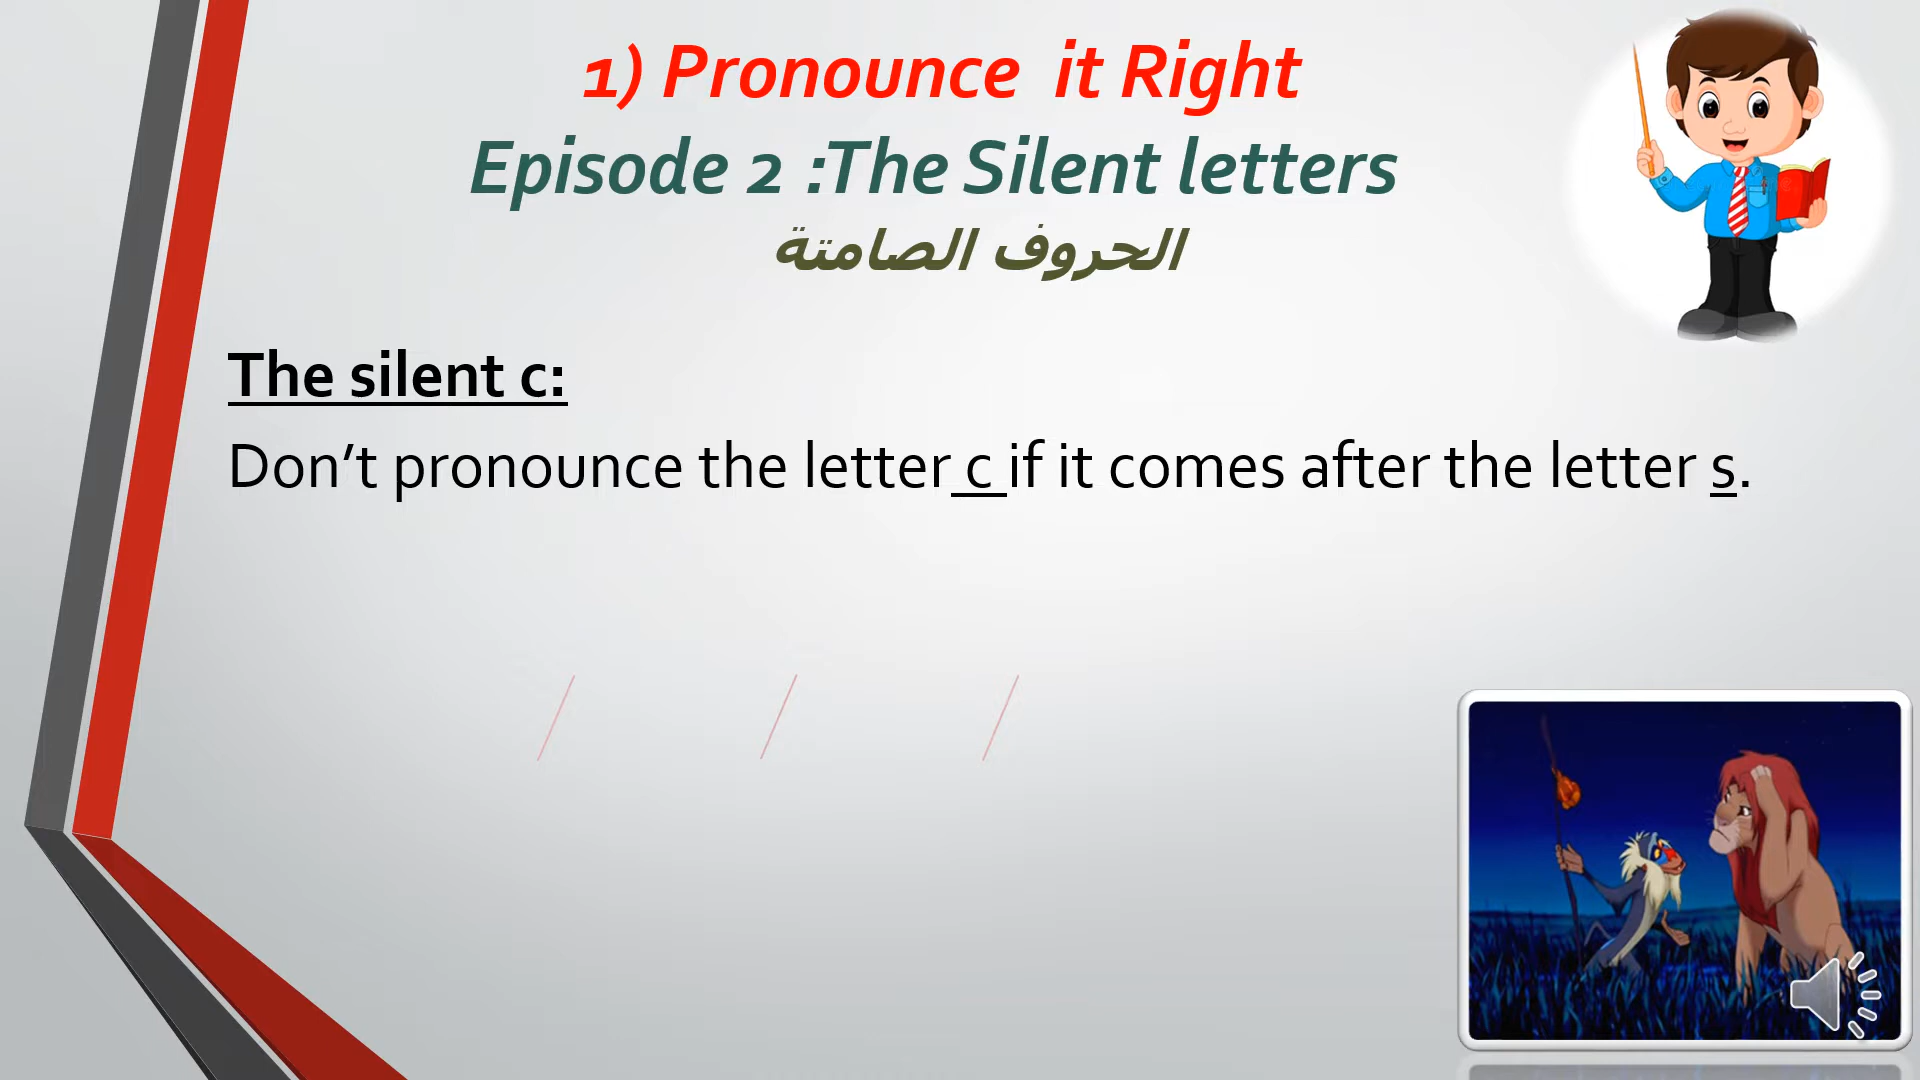 1) Pronounce it Right
Episode 2 :The Silent letters
الحروف الصامتة
The silent c:
Don’t pronounce the letter c if it comes after the letter s.